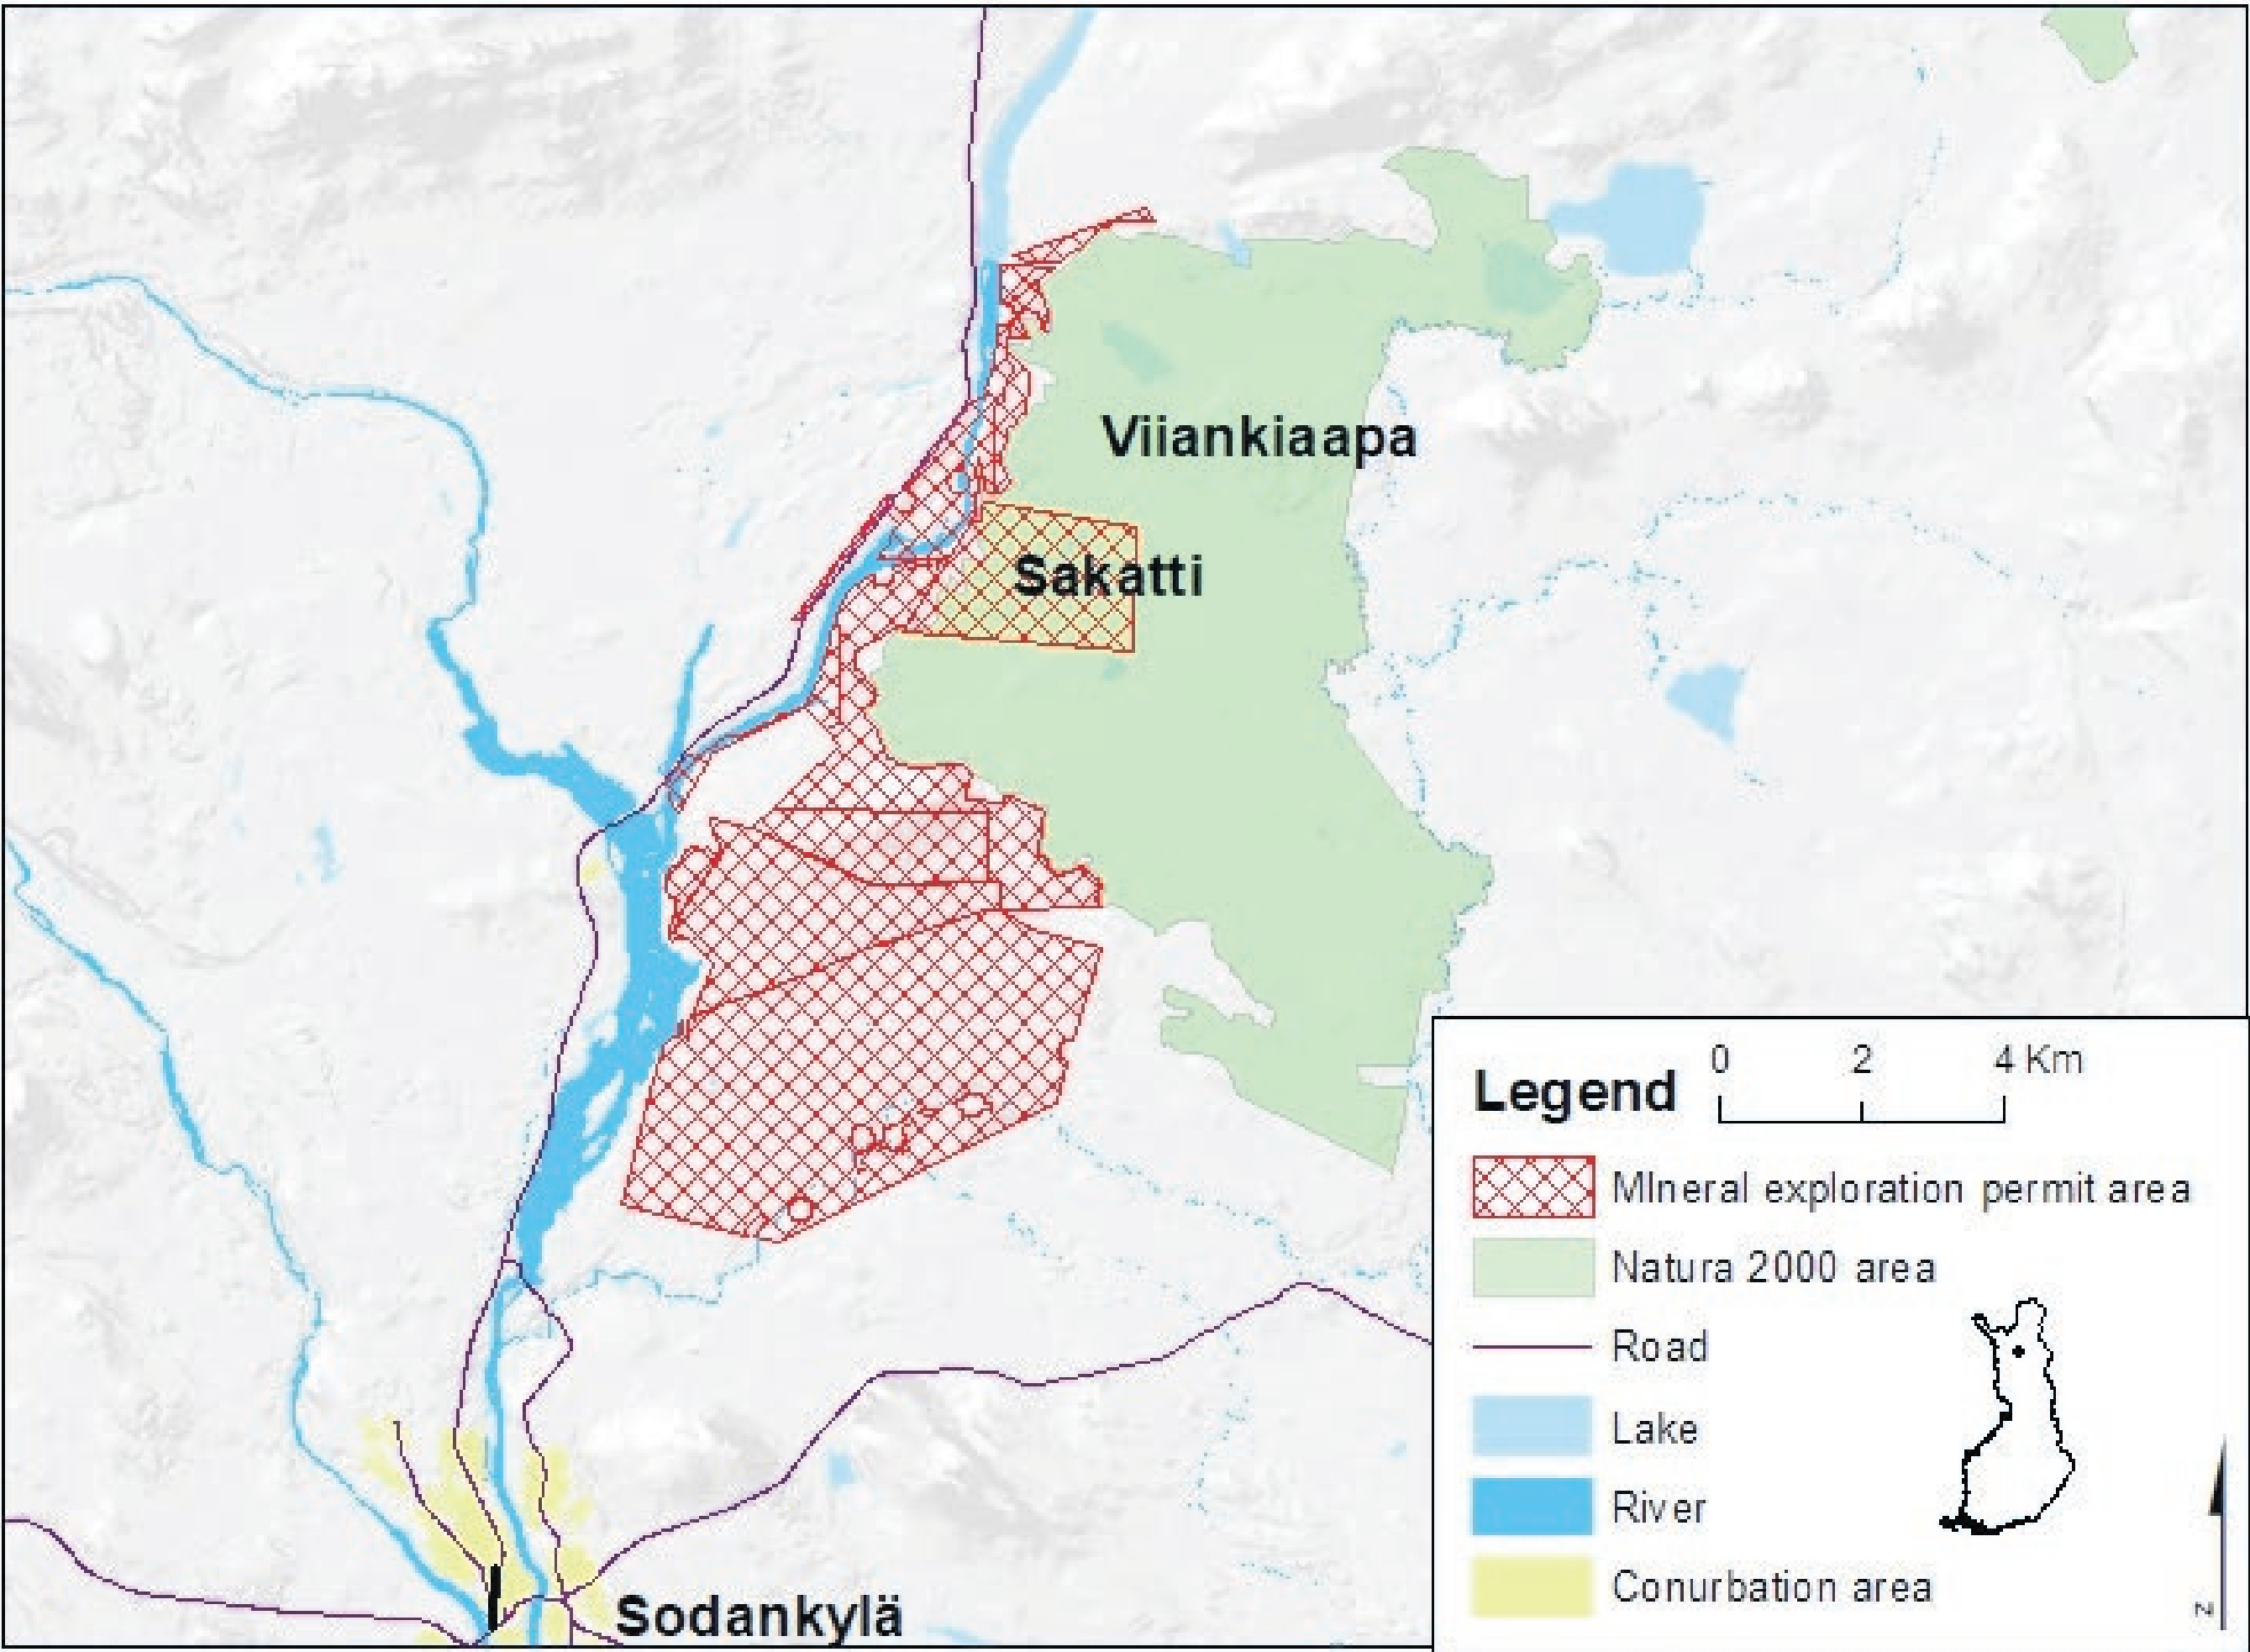 Viiankiaapa
Sakatti
Sodankylä
Legend
0 2 4 Km
MIneral exploration permit area
Natura 2000 area
Road
Lake
River
Conurbation area
N